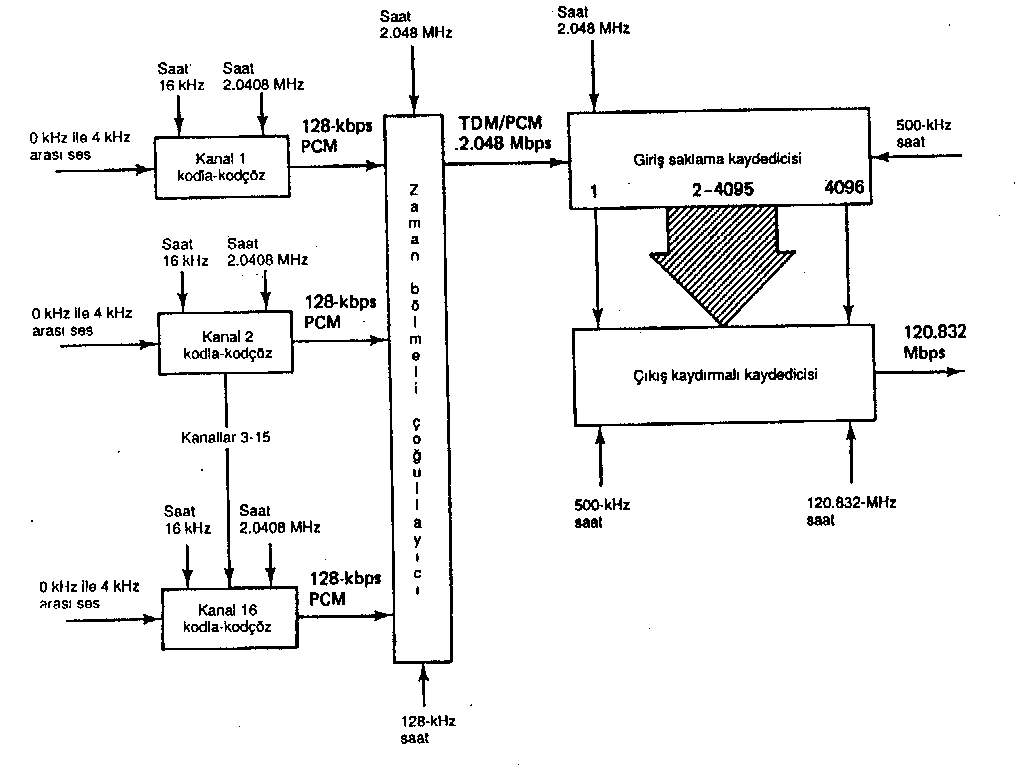 Saat
2.048 MHz
Saat
2.048 MHz
Saat
16 kHz
Saat
2.0408 MHz
0 kHz ile 4 kHz
arası ses
Kanal 1
kodla-kodçöz
128-kbps
PCM
TDM/PCM
.2.048 Mbps
Giriş saklama kaydedicisi
1
2-4095
4096
500-kHz
saat
Saat
16 kHz
Saat
2.0408 MHz
0 kHz ile 4 kHz
arası ses
Kanal 2
kodla-kodçöz
128-kbps
PCM
Zaman bölmeli çoğullayıcı
Çıkış kaydırmalı kaydedicisi
120.832
Mbps
Kanallar 3-15
500-kHz
saat
120.832-MHz
saat
Saat
16 kHz
Saat
2.0408 MHz
0 kHz ile 4 kHz
arası ses
Kanal 16
kodla-kodçöz
128-kbps
PCM
128-kHz
saat